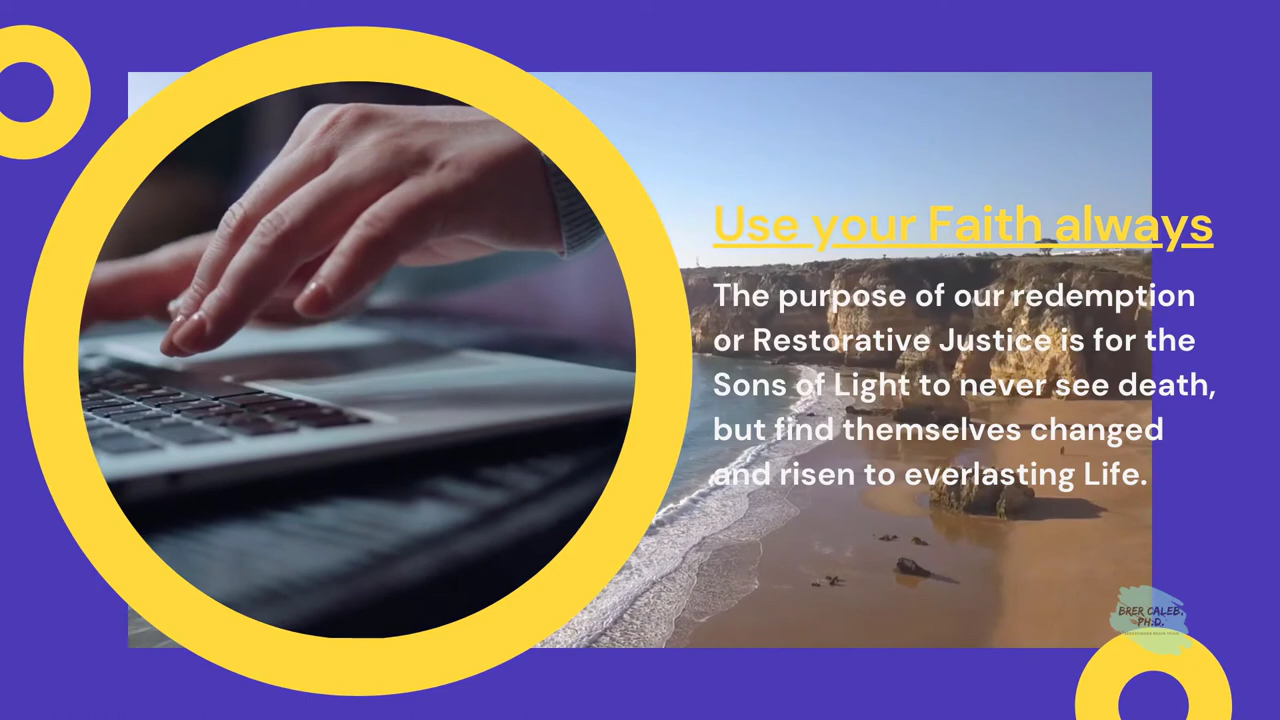 Use your Faith always
The purpose of our redemption
or Restorative Justice is for the
Sons of Light to never see death,
but find themselves changed
and risen to everlasting Life.
BRER CALEB,
PH.D.